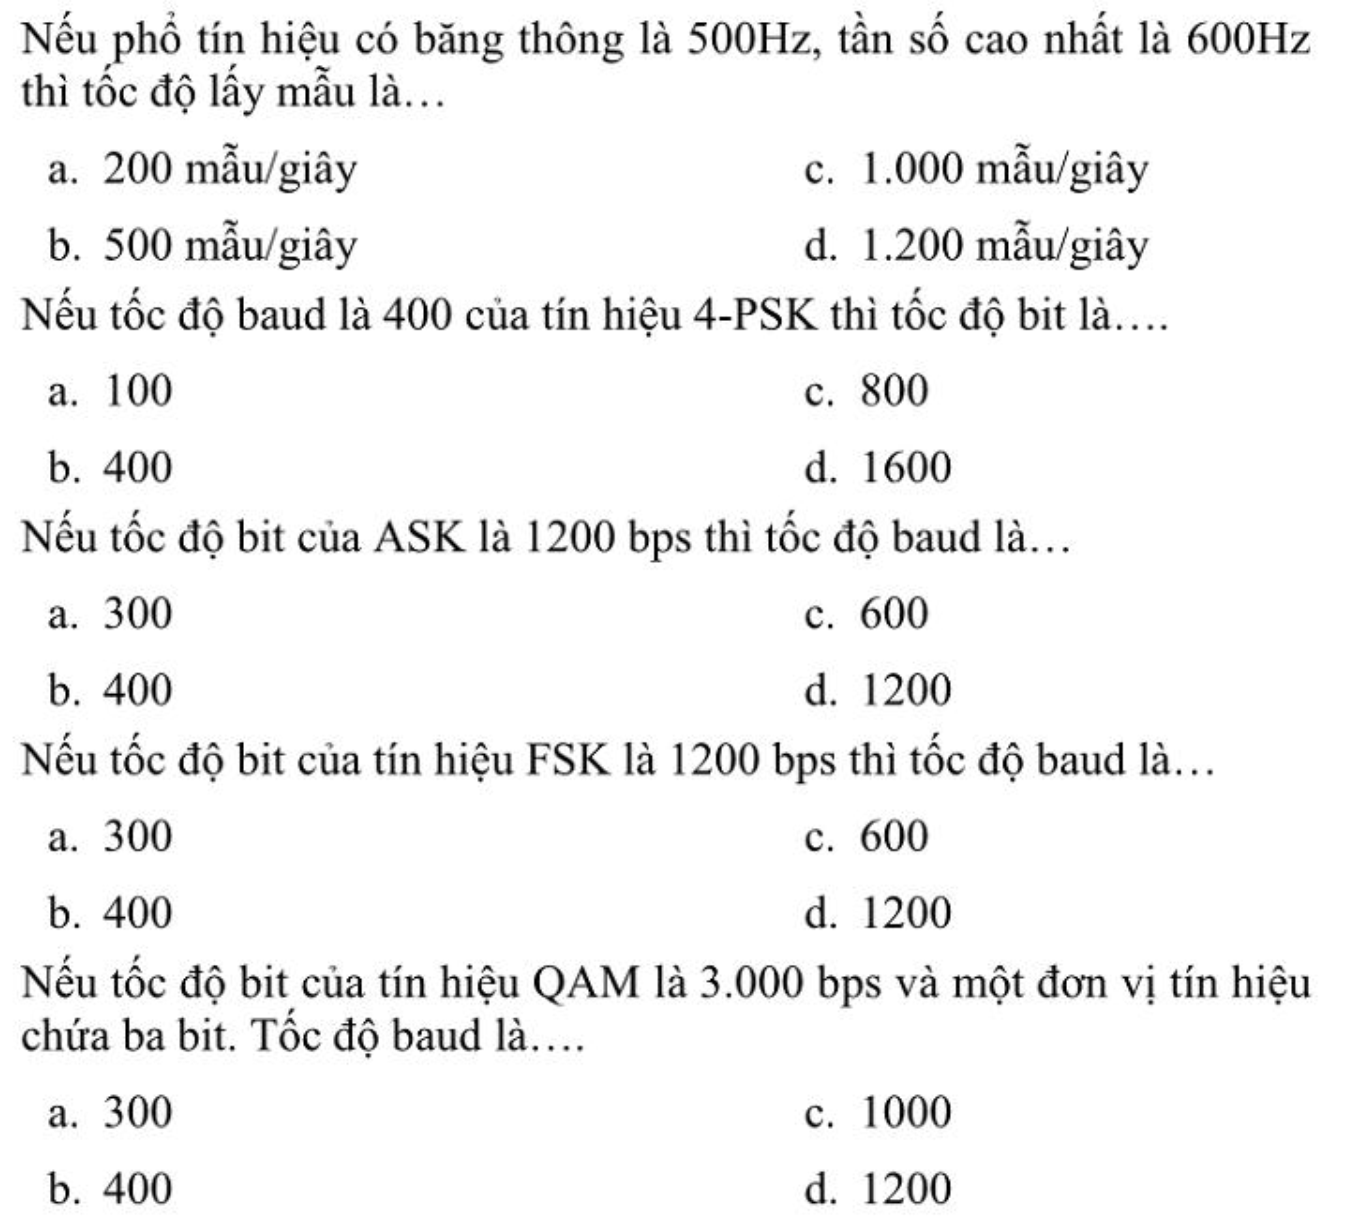 Nếu phổ tín hiệu có băng thông là 500Hz, tần số cao nhất là 600Hz
thì tốc độ lấy mẫu là…
a. 200 mẫu/giây
c. 1.000 mẫu/giây
b. 500 mẫu/giây
d. 1.200 mẫu/giây
Nếu tốc độ baud là 400 của tín hiệu 4-PSK thì tốc độ bit là….
a. 100
c. 800
b. 400
d. 1600
Nếu tốc độ bit của ASK là 1200 bps thì tốc độ baud là…
a. 300
c. 600
b. 400
d. 1200
Nếu tốc độ bit của tín hiệu FSK là 1200 bps thì tốc độ baud là…
a. 300
c. 600
b. 400
d. 1200
Nếu tốc độ bit của tín hiệu QAM là 3.000 bps và một đơn vị tín hiệu
chứa ba bit. Tốc độ baud là….
a. 300
c. 1000
b. 400
d. 1200